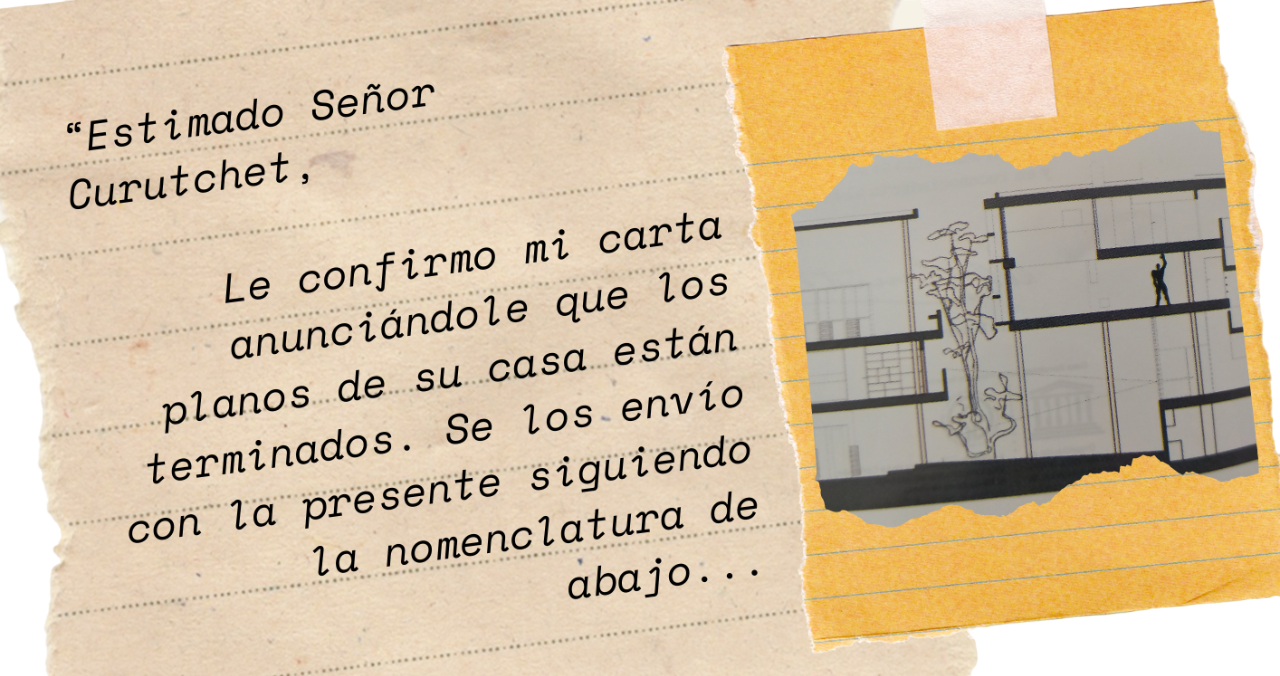 “Estimado Señor
Curutchet,
Le confirmo mi carta
anunciándole que los
planos de su casa están
terminados. Se los envío
con la presente siguiendo
la nomenclatura de
abajo...